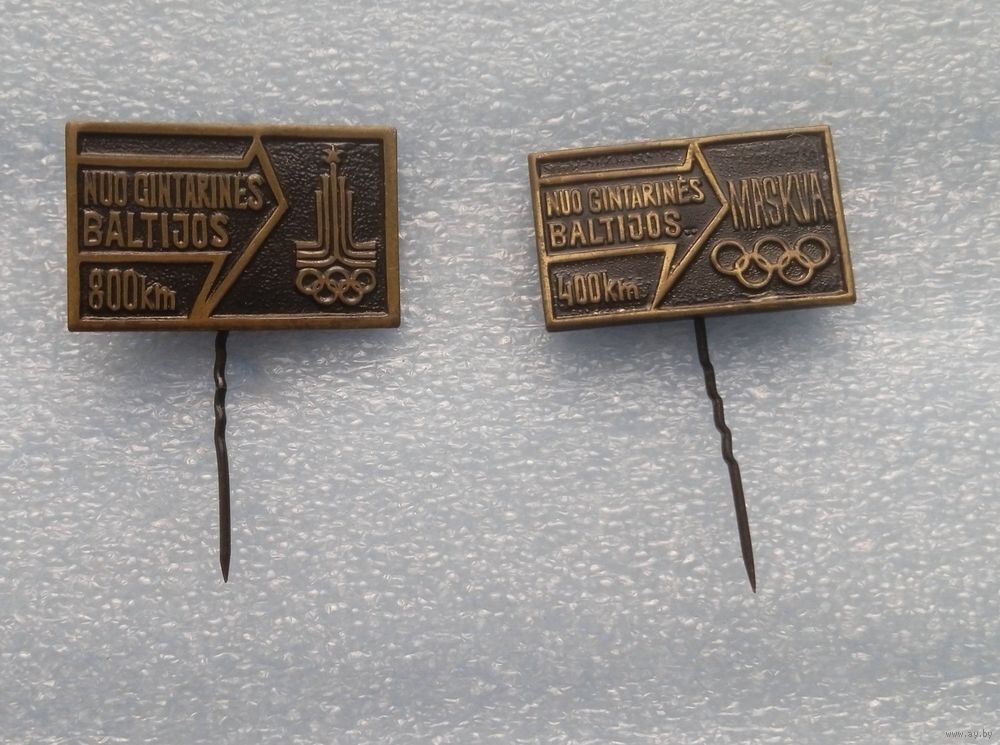 NUO GINTARINĖS
BALTIJOS
800km
NUO GINTARINĖS
BALTIJOS..
400km
MASKVA
www.ay.by